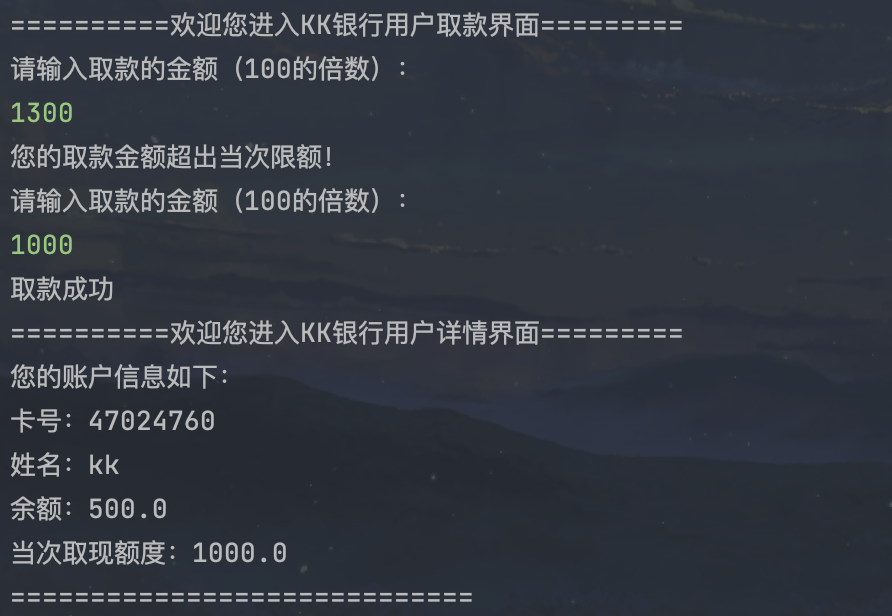 ==========欢迎您进入KK银行用户取款界面=========
请输入取款的金额（100的倍数）：
1300
您的取款金额超出当次限额！
请输入取款的金额（100的倍数）：
1000
取款成功
==========欢迎您进入KK银行用户详情界面=========
您的账户信息如下：
卡号：47024760
姓名：kk
余额：500.0
当次取现额度：1000.0
=============================